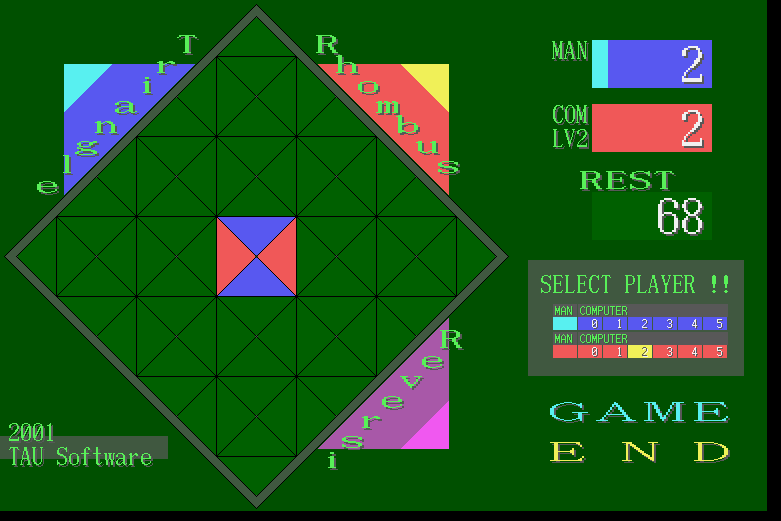 Triangle
Rhombus
Reversi
MAN 2
COM
LV2 2
REST
68
SELECT PLAYER !!
MAN COMPUTER
0 1 2 3 4 5
MAN COMPUTER
0 1 2 3 4 5
GAME
END
2001
TAU Software